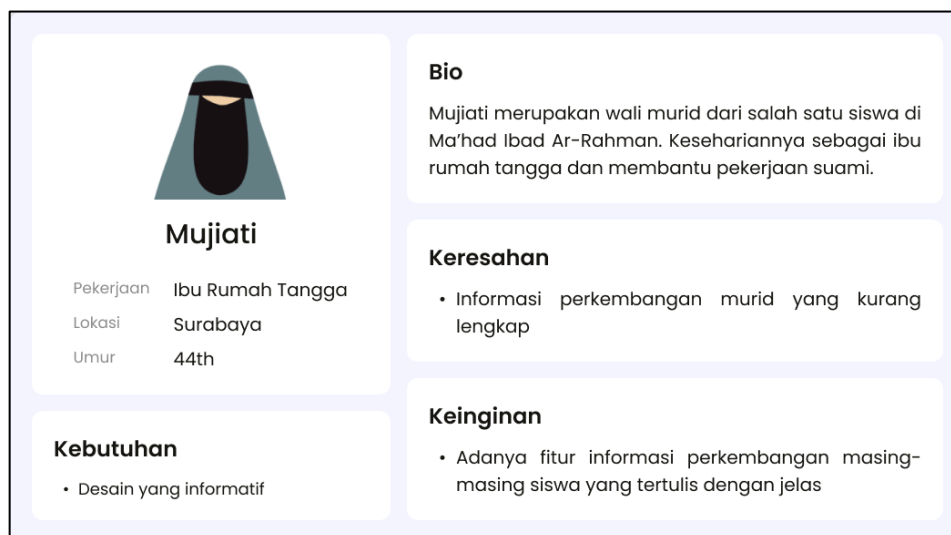 Mujiati
Pekerjaan Ibu Rumah Tangga
Lokasi Surabaya
Umur 44th
Kebutuhan
• Desain yang informatif
Bio
Mujiati merupakan wali murid dari salah satu siswa di
Ma’had Ibad Ar-Rahman. Kesehariannya sebagai ibu
rumah tangga dan membantu pekerjaan suami.
Keresahan
• Informasi perkembangan murid yang kurang
lengkap
Keinginan
• Adanya fitur informasi perkembangan masing-
masing siswa yang tertulis dengan jelas